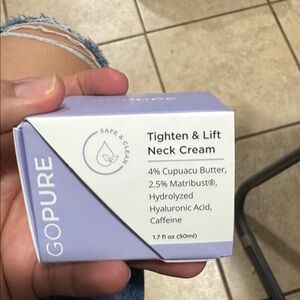 GOPURE
SAFE & CLEAN
Tighten & Lift
Neck Cream
4% Cupuacu Butter,
2.5% Matribust®,
Hydrolyzed
Hyaluronic Acid,
Caffeine
1.7 fl oz (50ml)
GOPURE